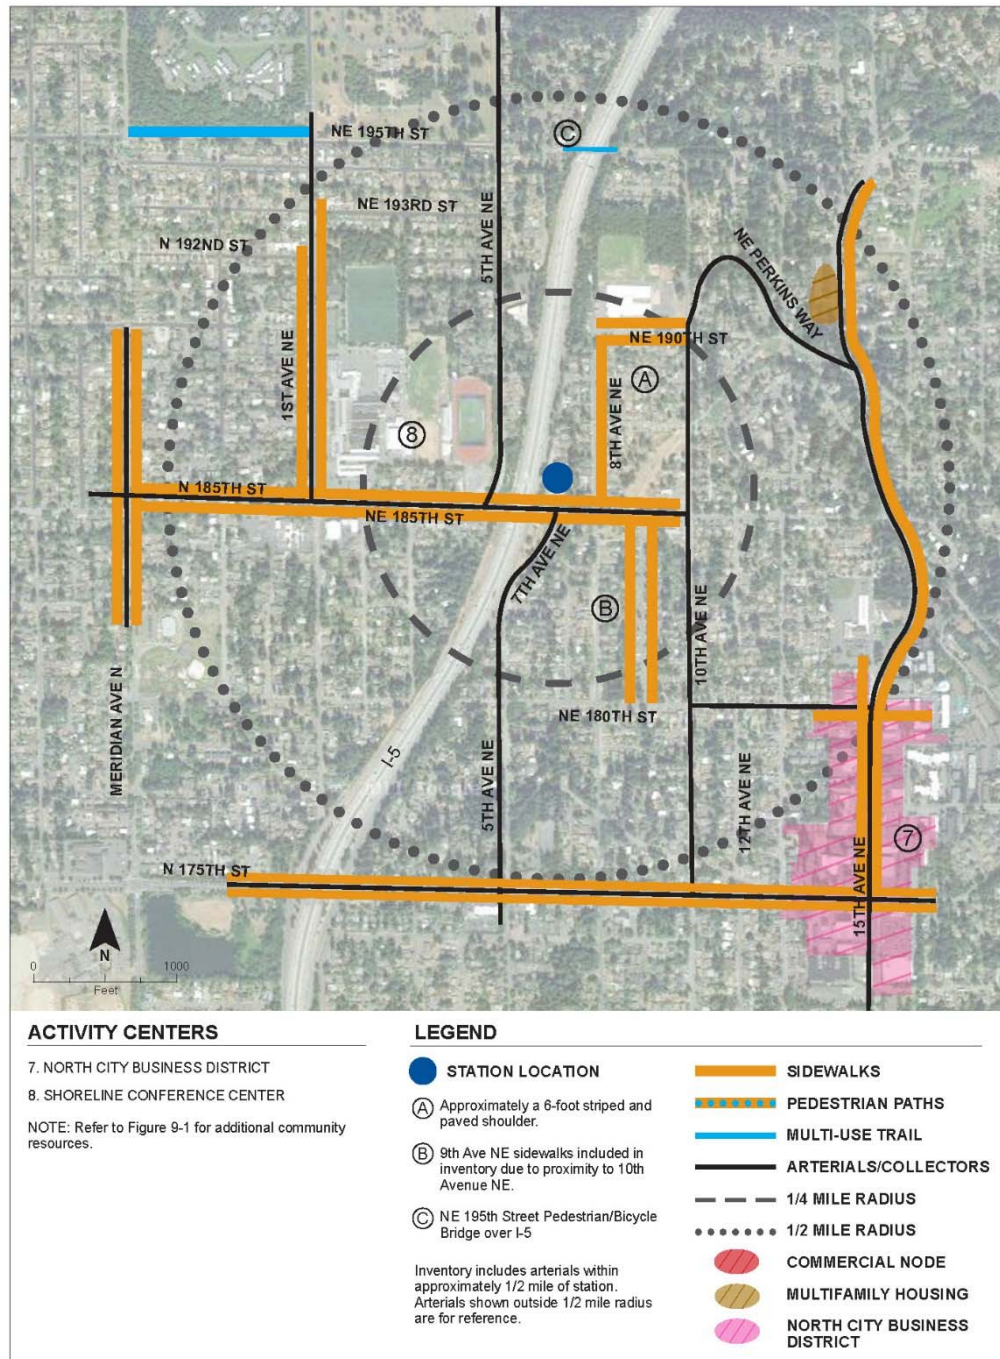 NE 195TH ST
C
NE 193RD ST
N 192ND ST
5TH AVE NE
NE PERKINS WAY
1ST AVE NE
NE 190TH ST
A
8TH AVE NE
8
N 185TH ST
NE 185TH ST
7TH AVE NE
B
10TH AVE NE
MERIDIAN AVE N
NE 180TH ST
I-5
5TH AVE NE
12TH AVE NE
7
N 175TH ST
15TH AVE NE
N
0 1000
Feet
ACTIVITY CENTERS
7. NORTH CITY BUSINESS DISTRICT
8. SHORELINE CONFERENCE CENTER
NOTE: Refer to Figure 9-1 for additional community
resources.
LEGEND
STATION LOCATION
A Approximately a 6-foot striped and
paved shoulder.
B 9th Ave NE sidewalks included in
inventory due to proximity to 10th
Avenue NE.
C NE 195th Street Pedestrian/Bicycle
Bridge over I-5
Inventory includes arterials within
approximately 1/2 mile of station.
Arterials shown outside 1/2 mile radius
are for reference.
SIDEWALKS
PEDESTRIAN PATHS
MULTI-USE TRAIL
ARTERIALS/COLLECTORS
1/4 MILE RADIUS
1/2 MILE RADIUS
COMMERCIAL NODE
MULTIFAMILY HOUSING
NORTH CITY BUSINESS
DISTRICT